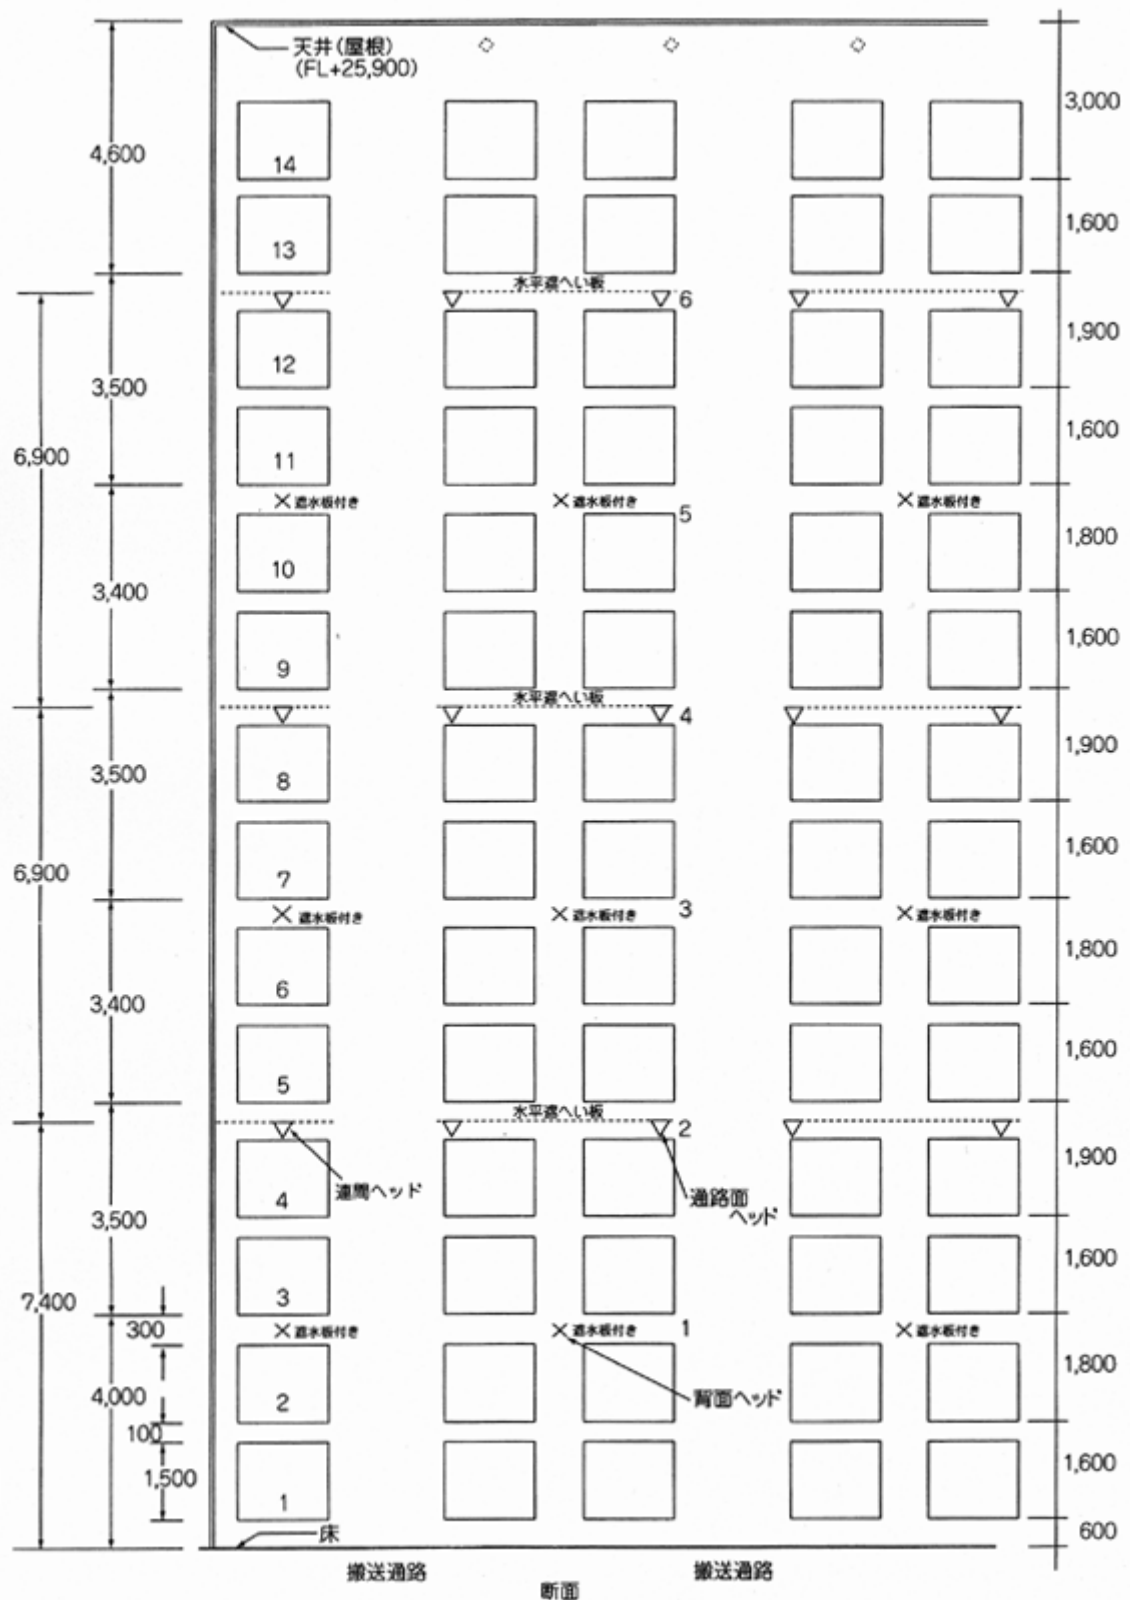 天井(屋根)
(FL+25,900)
3,000
4,600
14
1,600
13
水平遮へい板
6
1,900
12
3,500
1,600
6,900
11
遮水板付き
遮水板付き
5
遮水板付き
1,800
10
3,400
1,600
9
水平遮へい板
4
1,900
8
3,500
1,600
6,900
7
遮水板付き
遮水板付き
3
遮水板付き
1,800
6
3,400
1,600
5
水平遮へい板
2
1,900
連間ヘッド
通路面
ヘッド
4
3,500
1,600
7,400
3
300
遮水板付き
遮水板付き
1
遮水板付き
1,800
4,000
2
背面ヘッド
100
1,600
1,500
1
600
床
搬送通路
搬送通路
断面